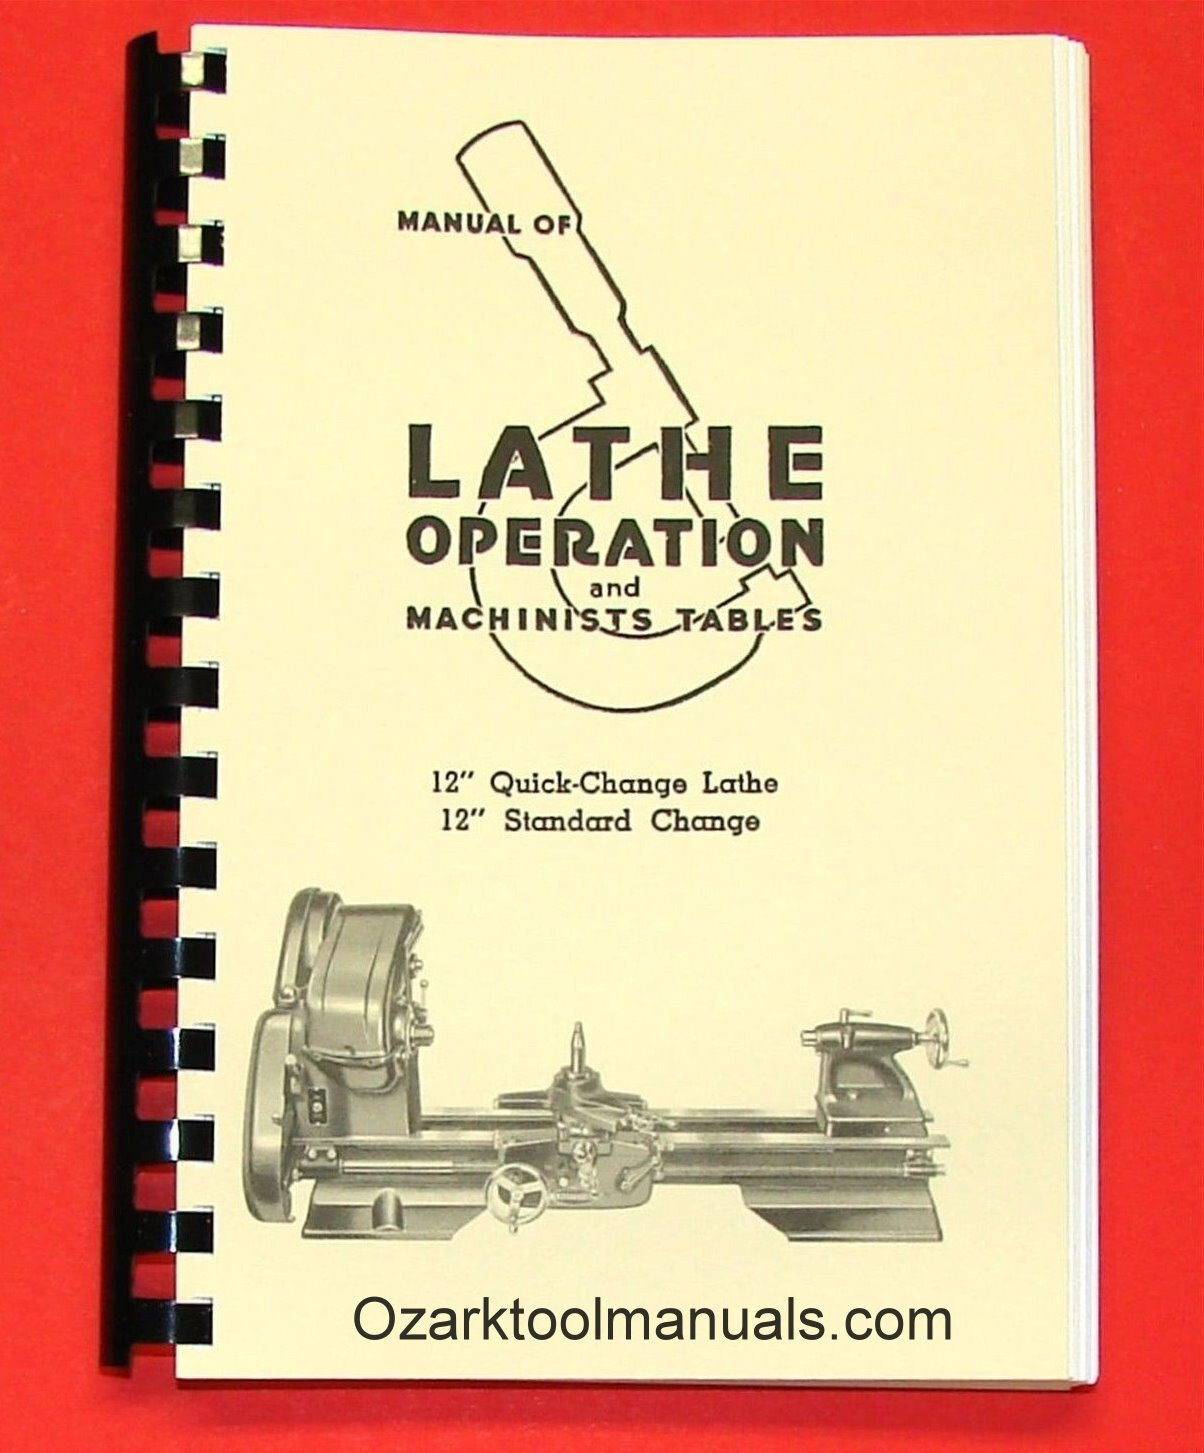 MANUAL OF
LATHE
OPERATION
and
MACHINISTS TABLES
12" Quick-Change Lathe
12" Standard Change
Ozarktoolmanuals.com